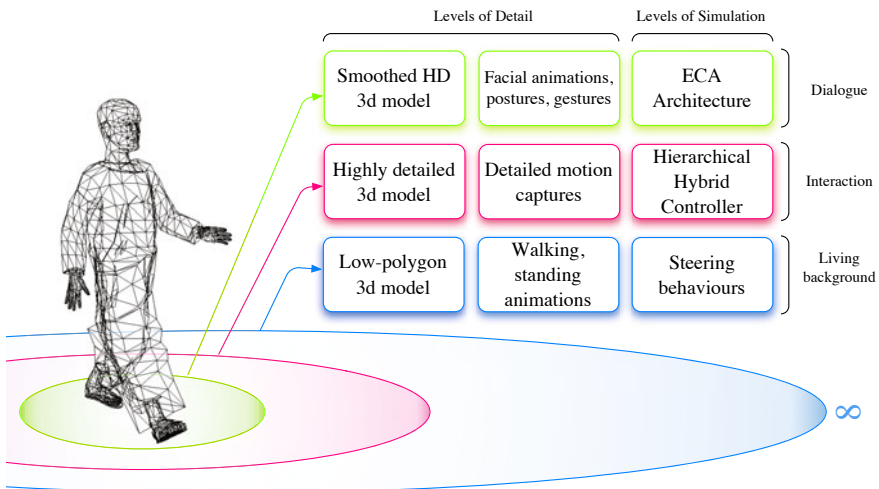 Levels of Detail
Levels of Simulation
Smoothed HD
3d model
Facial animations,
postures, gestures
ECA
Architecture
Dialogue
Highly detailed
3d model
Detailed motion
captures
Hierarchical
Hybrid
Controller
Interaction
Low-polygon
3d model
Walking,
standing
animations
Steering
behaviours
Living
background
∞